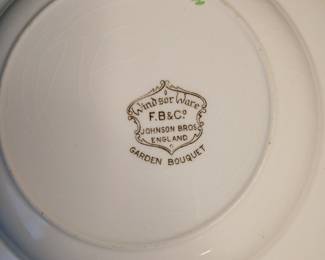 Windsor Ware
F.B&Co
JOHNSON BROS
ENGLAND
GARDEN BOUQUET